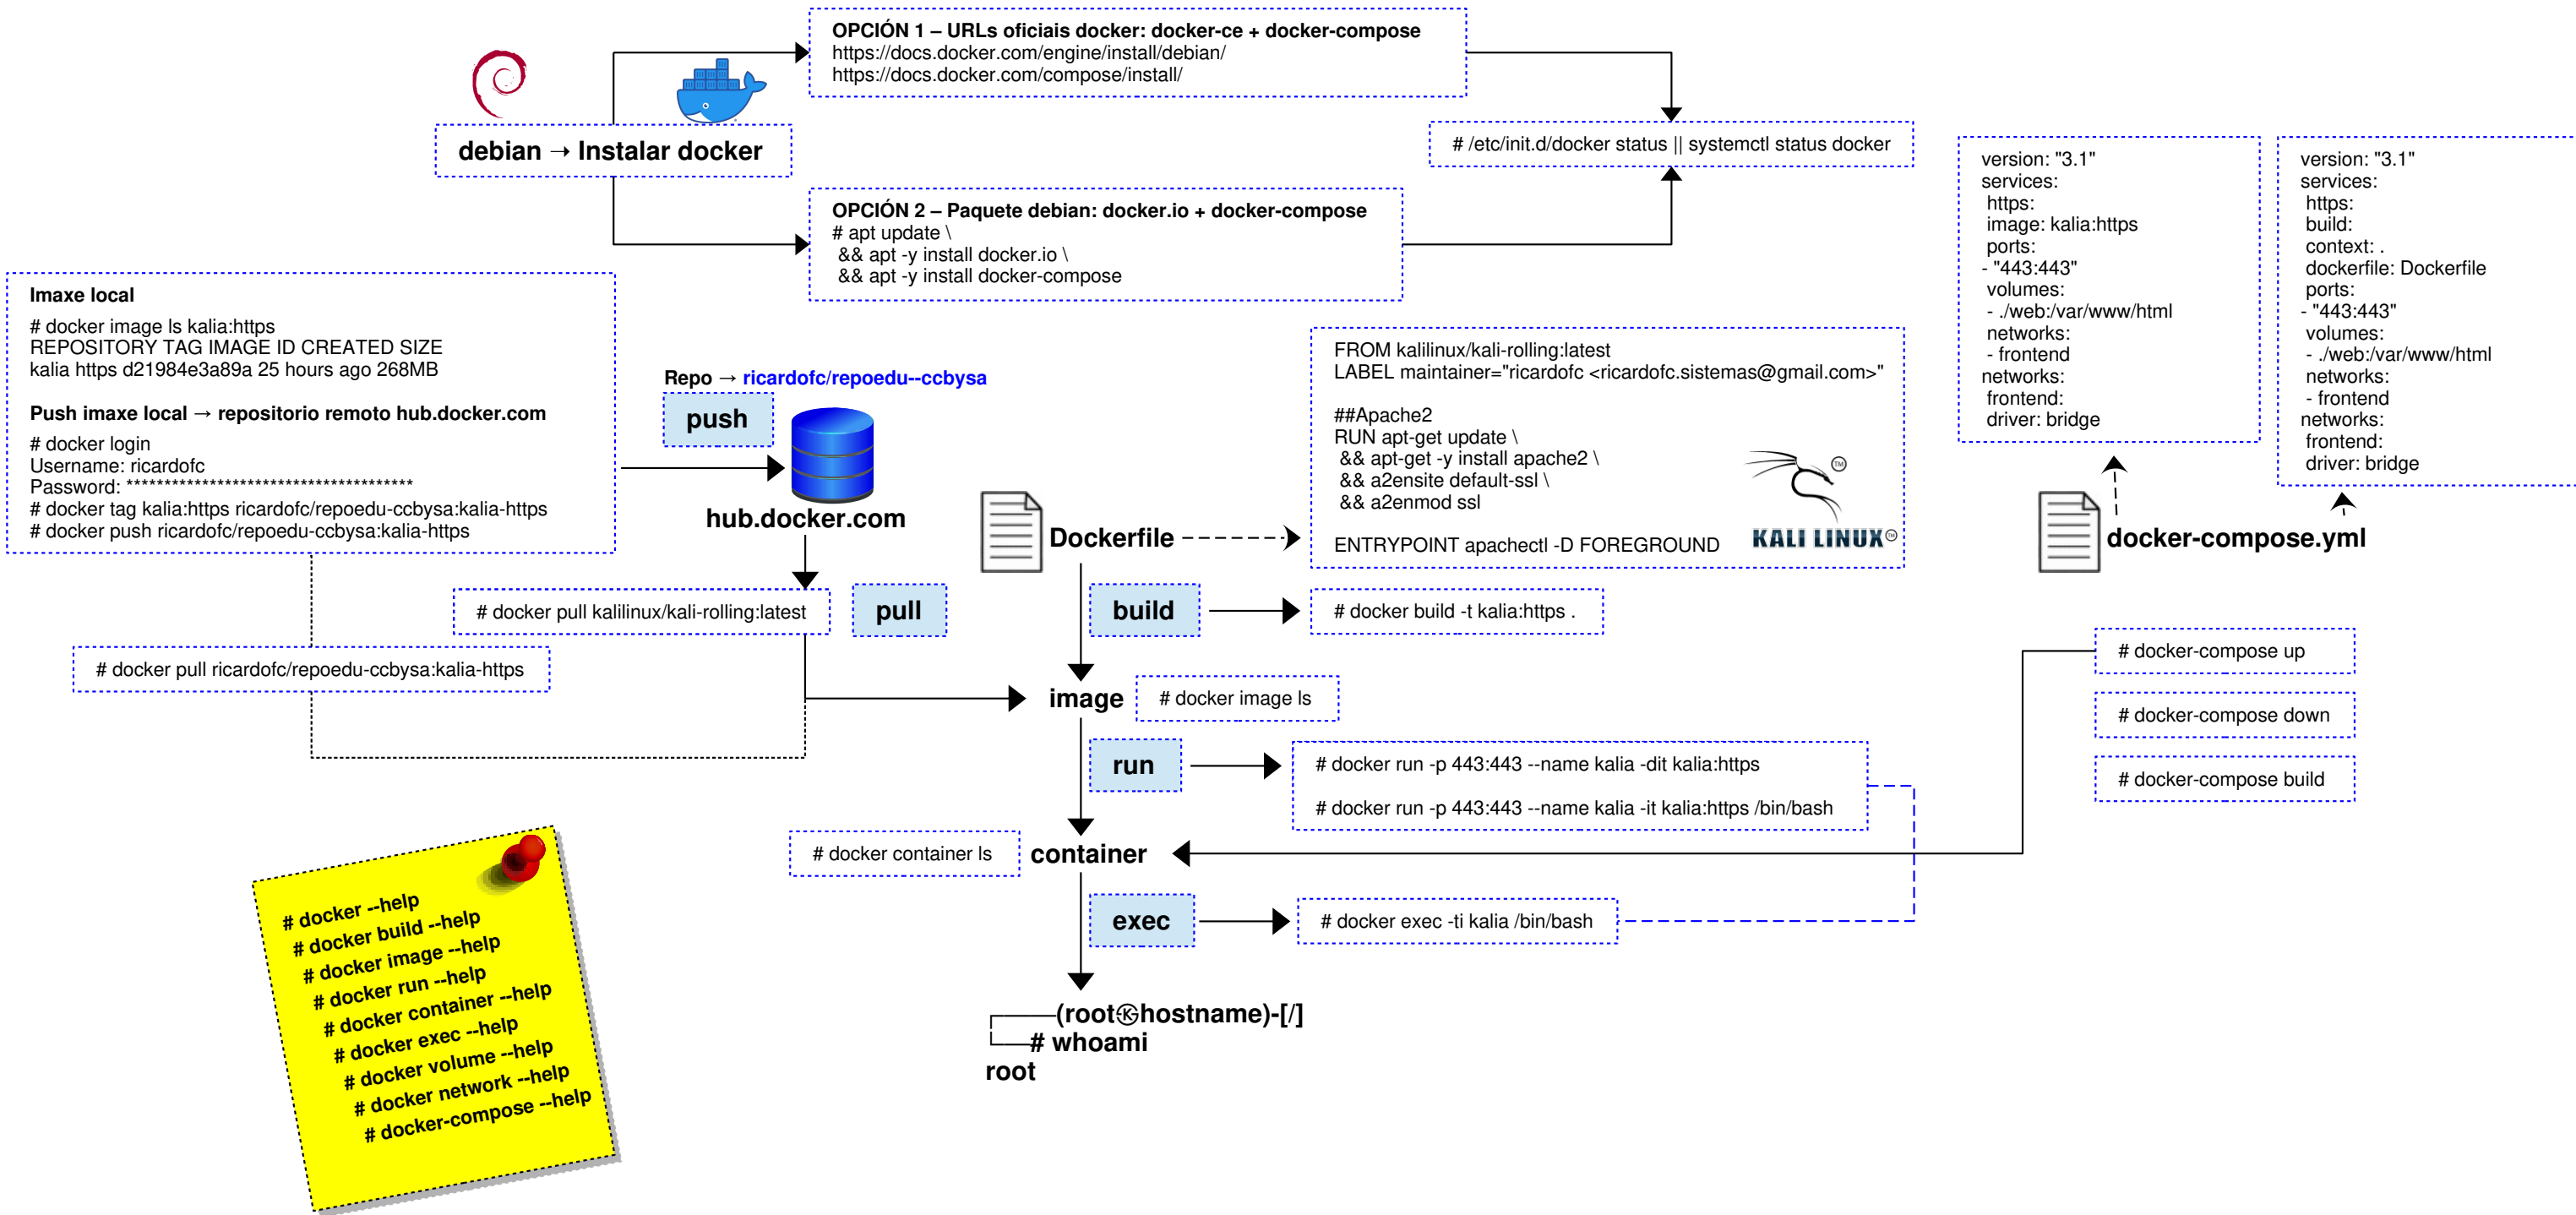 OPCIÓN 1 – URLs oficiais docker: docker-ce + docker-compose
https://docs.docker.com/engine/install/debian/
https://docs.docker.com/compose/install/
debian → Instalar docker
# /etc/init.d/docker status || systemctl status docker
OPCIÓN 2 – Paquete debian: docker.io + docker-compose
# apt update \
&& apt -y install docker.io \
&& apt -y install docker-compose
version: "3.1"
services:
https:
image: kalia:https
ports:
- "443:443"
volumes:
- ./web:/var/www/html
networks:
- frontend
networks:
frontend:
driver: bridge
version: "3.1"
services:
https:
build:
context: .
dockerfile: Dockerfile
ports:
- "443:443"
volumes:
- ./web:/var/www/html
networks:
- frontend
networks:
frontend:
driver: bridge
docker-compose.yml
Imaxe local
# docker image ls kalia:https
REPOSITORY TAG IMAGE ID CREATED SIZE
kalia https d21984e3a89a 25 hours ago 268MB
Push imaxe local → repositorio remoto hub.docker.com
# docker login
Username: ricardofc
Password: **************************************
# docker tag kalia:https ricardofc/repoedu-ccbysa:kalia-https
# docker push ricardofc/repoedu-ccbysa:kalia-https
Repo → ricardofc/repoedu--ccbysa
push
hub.docker.com
FROM kalilinux/kali-rolling:latest
LABEL maintainer="ricardofc <ricardofc.sistemas@gmail.com>"
##Apache2
RUN apt-get update \
&& apt-get -y install apache2 \
&& a2ensite default-ssl \
&& a2enmod ssl
ENTRYPOINT apachectl -D FOREGROUND
TM
KALI LINUX
Dockerfile
# docker pull kalilinux/kali-rolling:latest
pull
build
# docker build -t kalia:https .
# docker pull ricardofc/repoedu-ccbysa:kalia-https
image
# docker image ls
run
# docker run -p 443:443 --name kalia -dit kalia:https
# docker run -p 443:443 --name kalia -it kalia:https /bin/bash
# docker-compose up
# docker-compose down
# docker-compose build
# docker container ls
container
exec
# docker exec -ti kalia /bin/bash
┌──(root㉿hostname)-[/]
└─# whoami
root
# docker --help
# docker build --help
# docker image --help
# docker run --help
# docker container --help
# docker exec --help
# docker volume --help
# docker network --help
# docker-compose --help